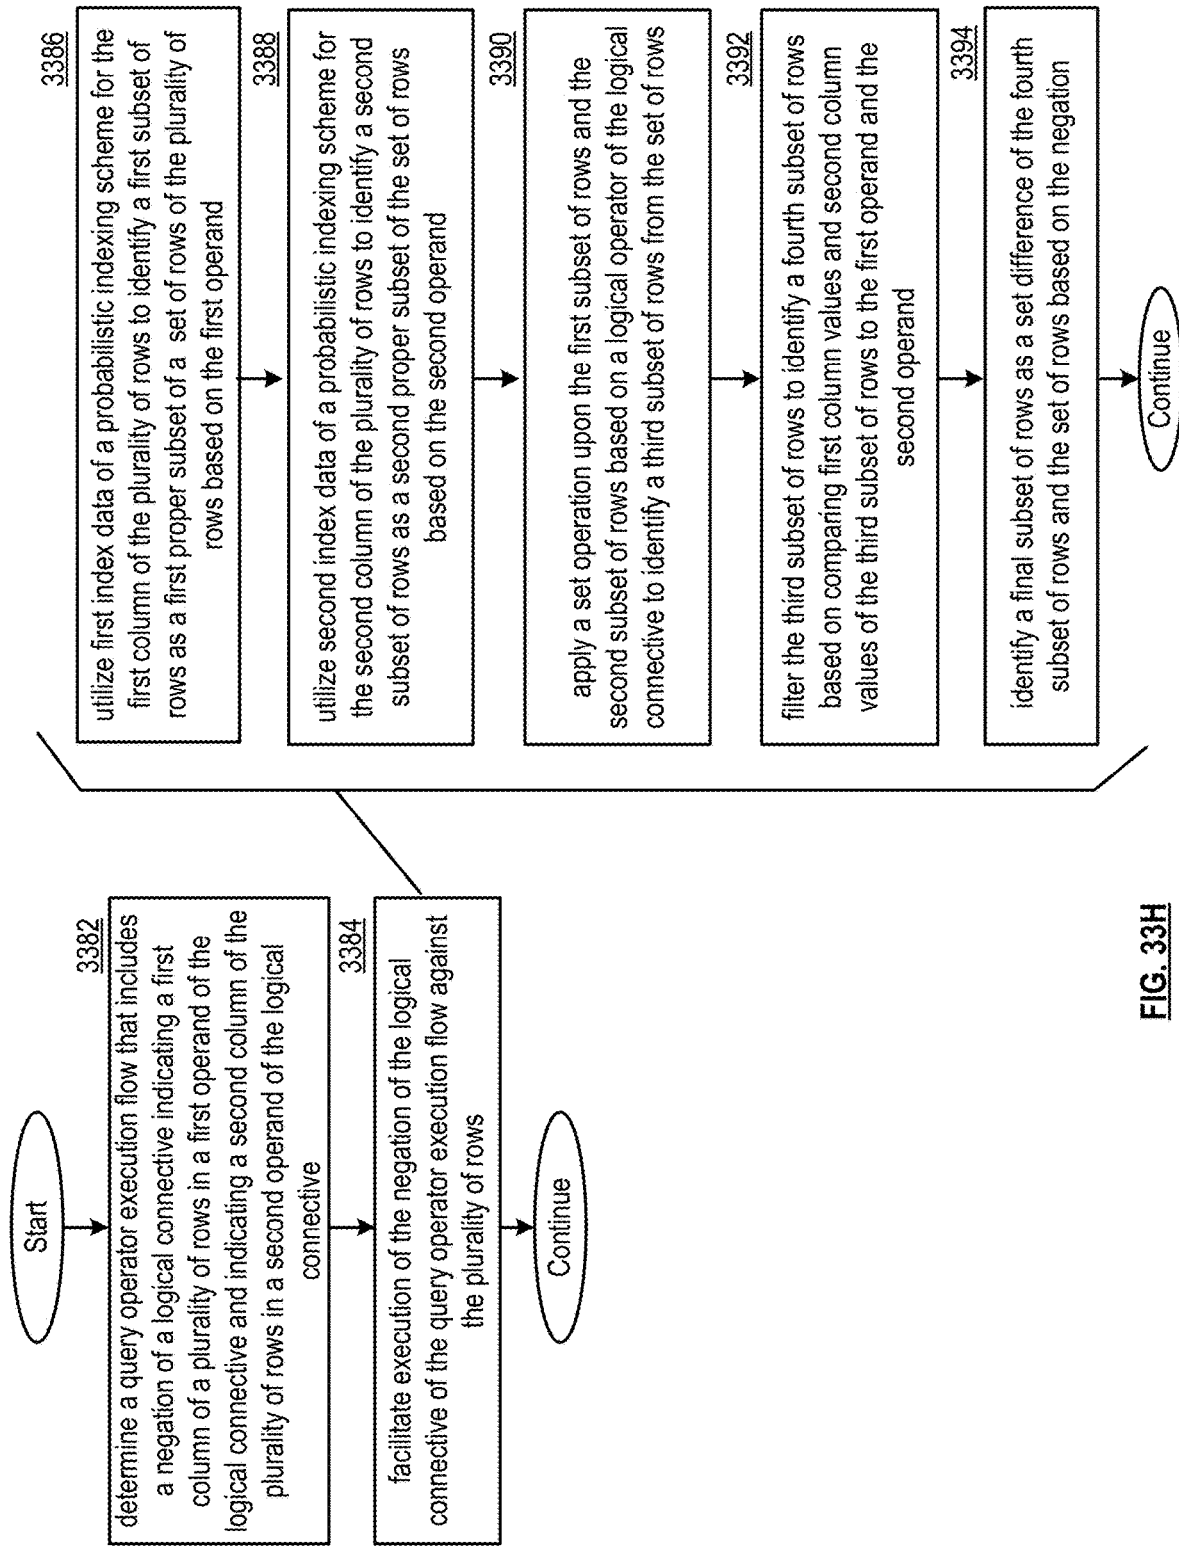 Start
3382
determine a query operator execution flow that includes
a negation of a logical connective indicating a first
column of a plurality of rows in a first operand of the
logical connective and indicating a second column of the
plurality of rows in a second operand of the logical
connective
3384
facilitate execution of the negation of the logical
connective of the query operator execution flow against
the plurality of rows
Continue
3386
utilize first index data of a probabilistic indexing scheme for the
first column of the plurality of rows to identify a first subset of
rows as a first proper subset of a set of rows of the plurality of
rows based on the first operand
3388
utilize second index data of a probabilistic indexing scheme for
the second column of the plurality of rows to identify a second
subset of rows as a second proper subset of the set of rows
based on the second operand
3390
apply a set operation upon the first subset of rows and the
second subset of rows based on a logical operator of the logical
connective to identify a third subset of rows from the set of rows
3392
filter the third subset of rows to identify a fourth subset of rows
based on comparing first column values and second column
values of the third subset of rows to the first operand and the
second operand
3394
identify a final subset of rows as a set difference of the fourth
subset of rows and the set of rows based on the negation
Continue
FIG. 33H